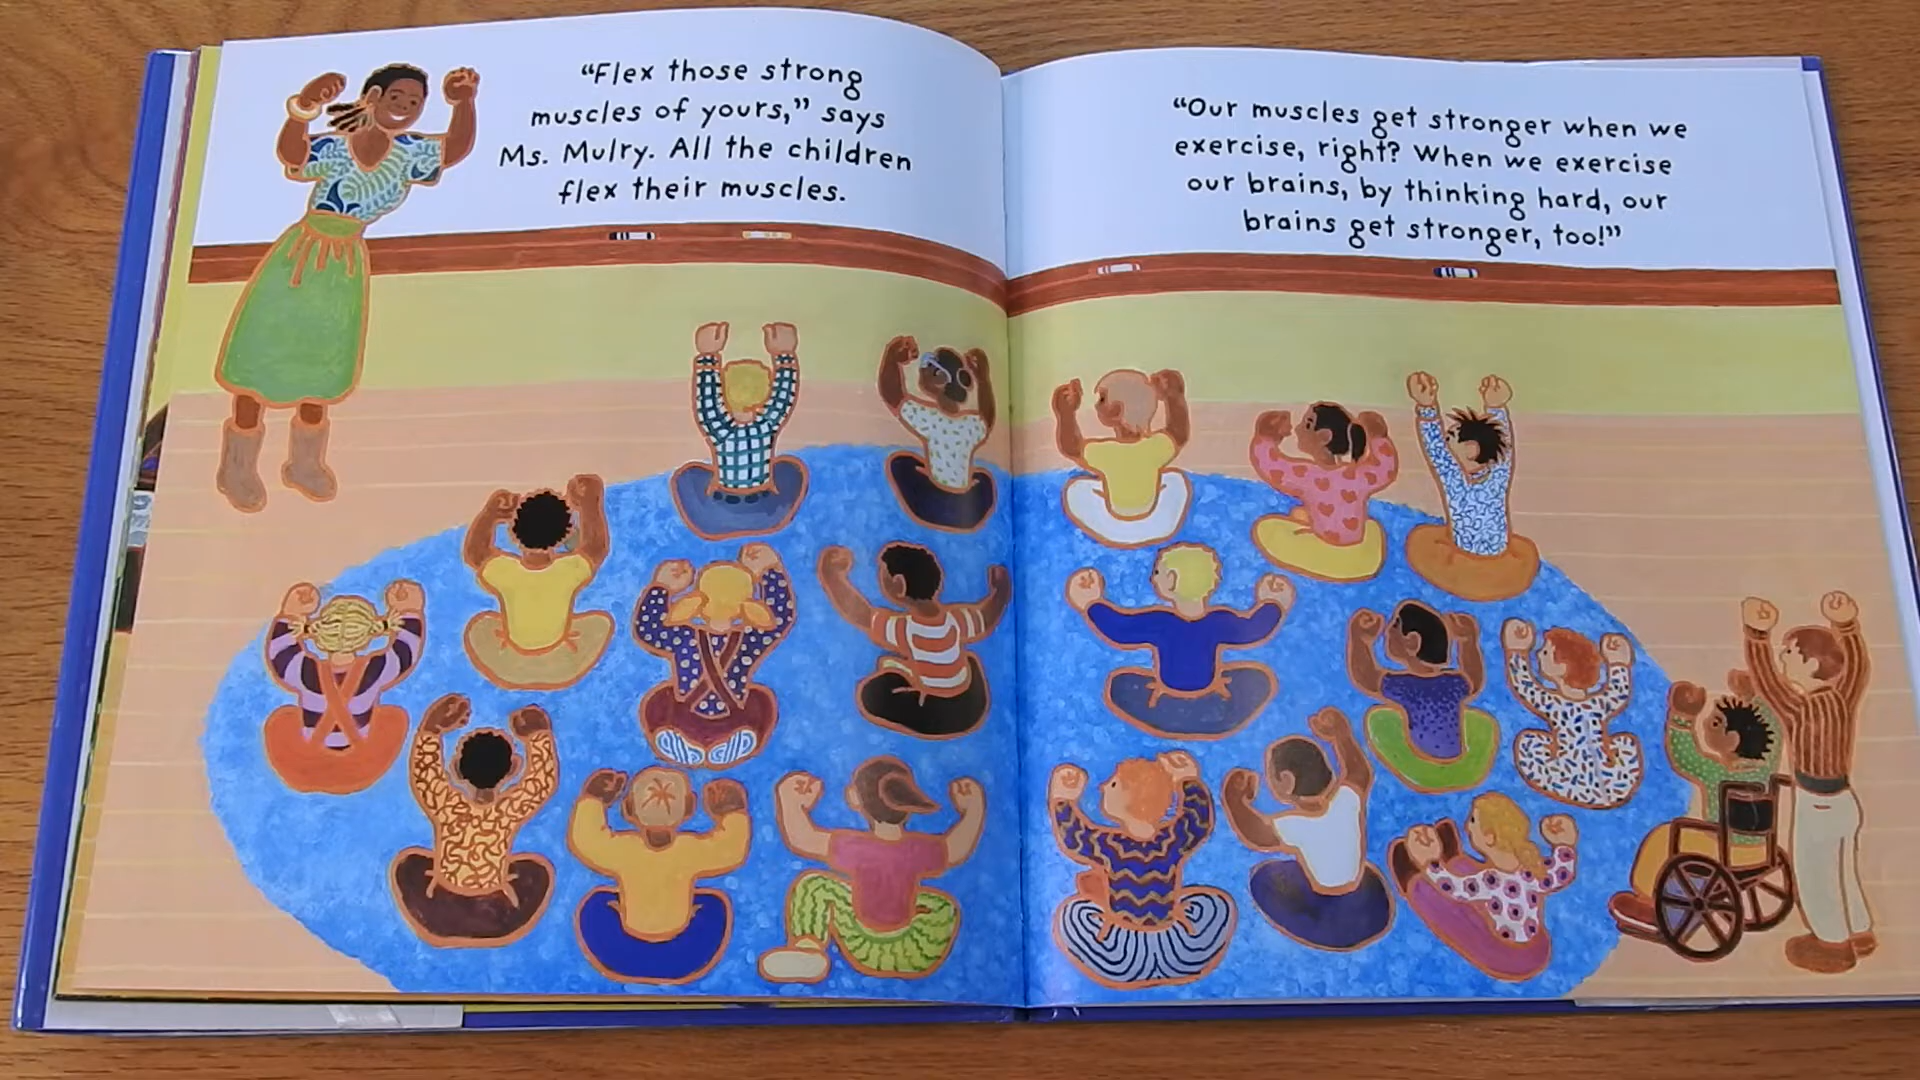 “Flex those strong
muscles of yours,” says
Ms. Mulry. All the children
flex their muscles.
“Our muscles get stronger when we
exercise, right? When we exercise
our brains, by thinking hard, our
brains get stronger, too!”